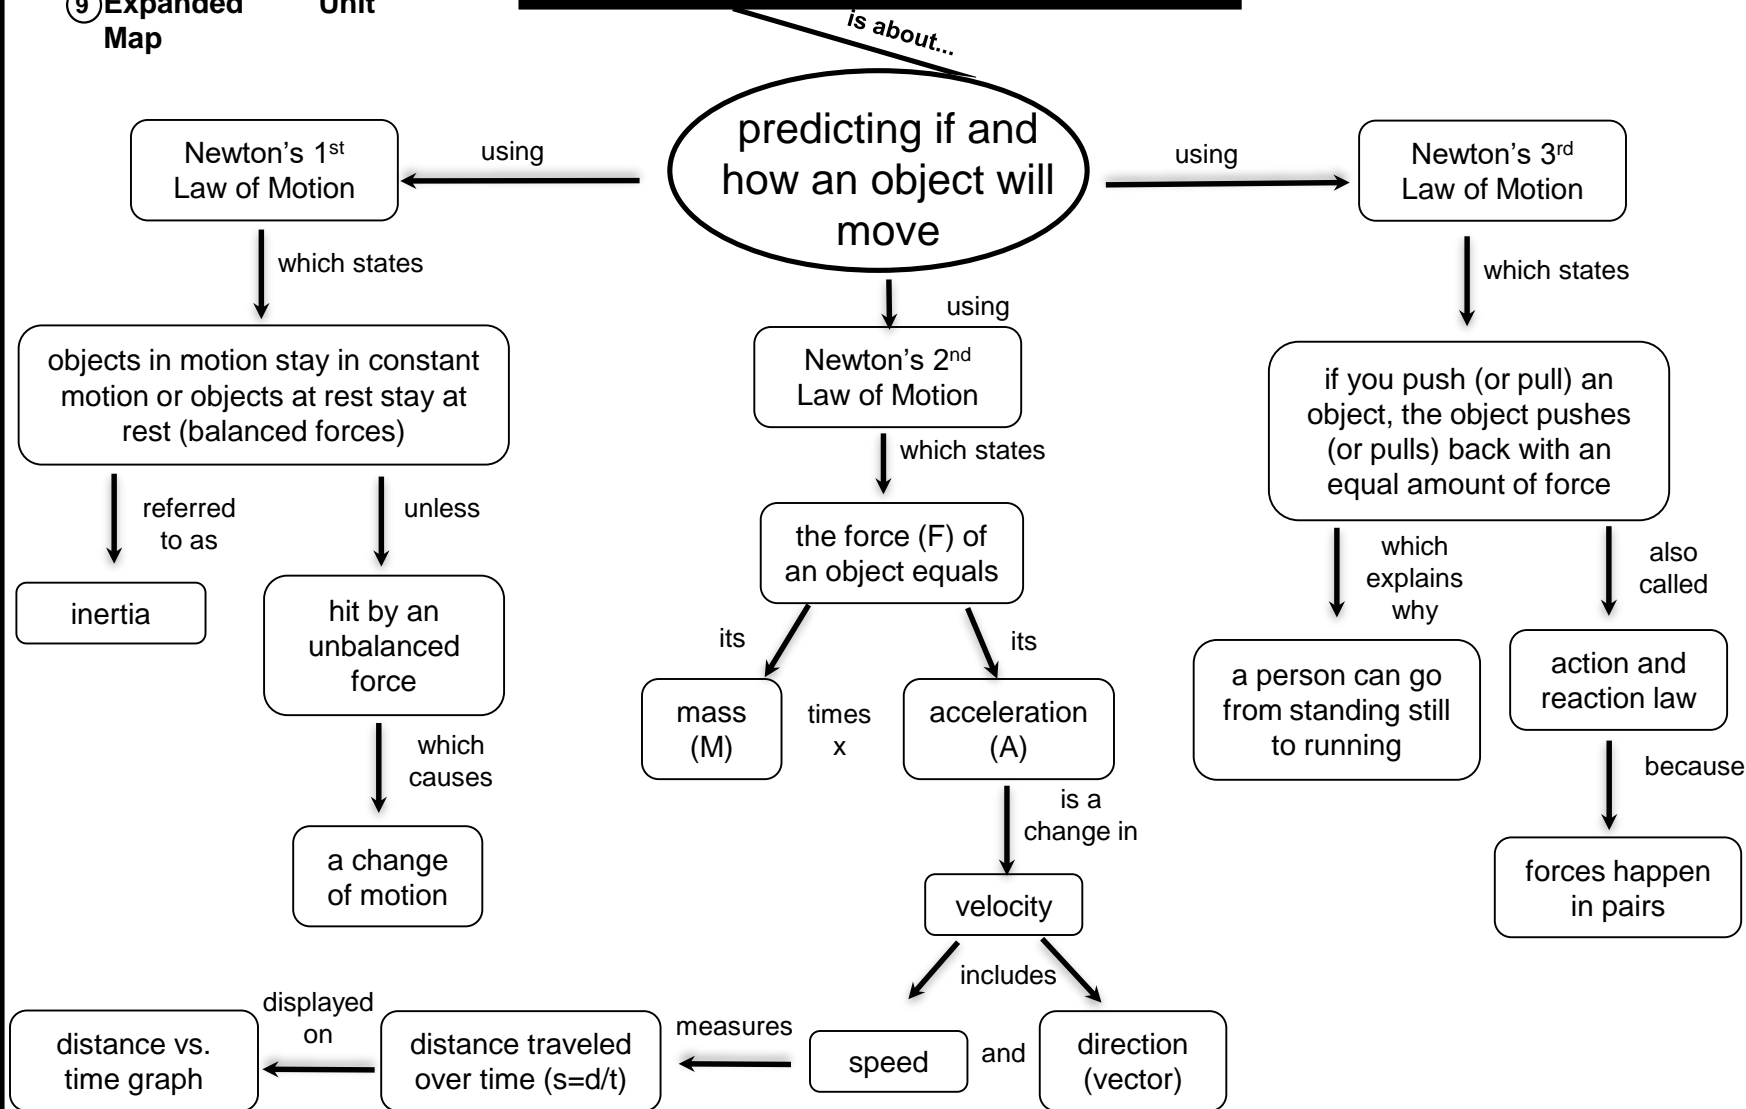 9 Expanded Unit
Map
is about...
predicting if and
how an object will
move
using
Newton's 1st
Law of Motion
which states
objects in motion stay in constant
motion or objects at rest stay at
rest (balanced forces)
referred
to as
inertia
unless
hit by an
unbalanced
force
which
causes
a change
of motion
using
Newton's 2nd
Law of Motion
which states
the force (F) of
an object equals
its
mass
(M)
times
x
its
acceleration
(A)
is a
change in
velocity
includes
speed
and
direction
(vector)
measures
distance traveled
over time (s=d/t)
displayed
on
distance vs.
time graph
using
Newton's 3rd
Law of Motion
which states
if you push (or pull) an
object, the object pushes
(or pulls) back with an
equal amount of force
which
explains
why
a person can go
from standing still
to running
also
called
action and
reaction law
because
forces happen
in pairs